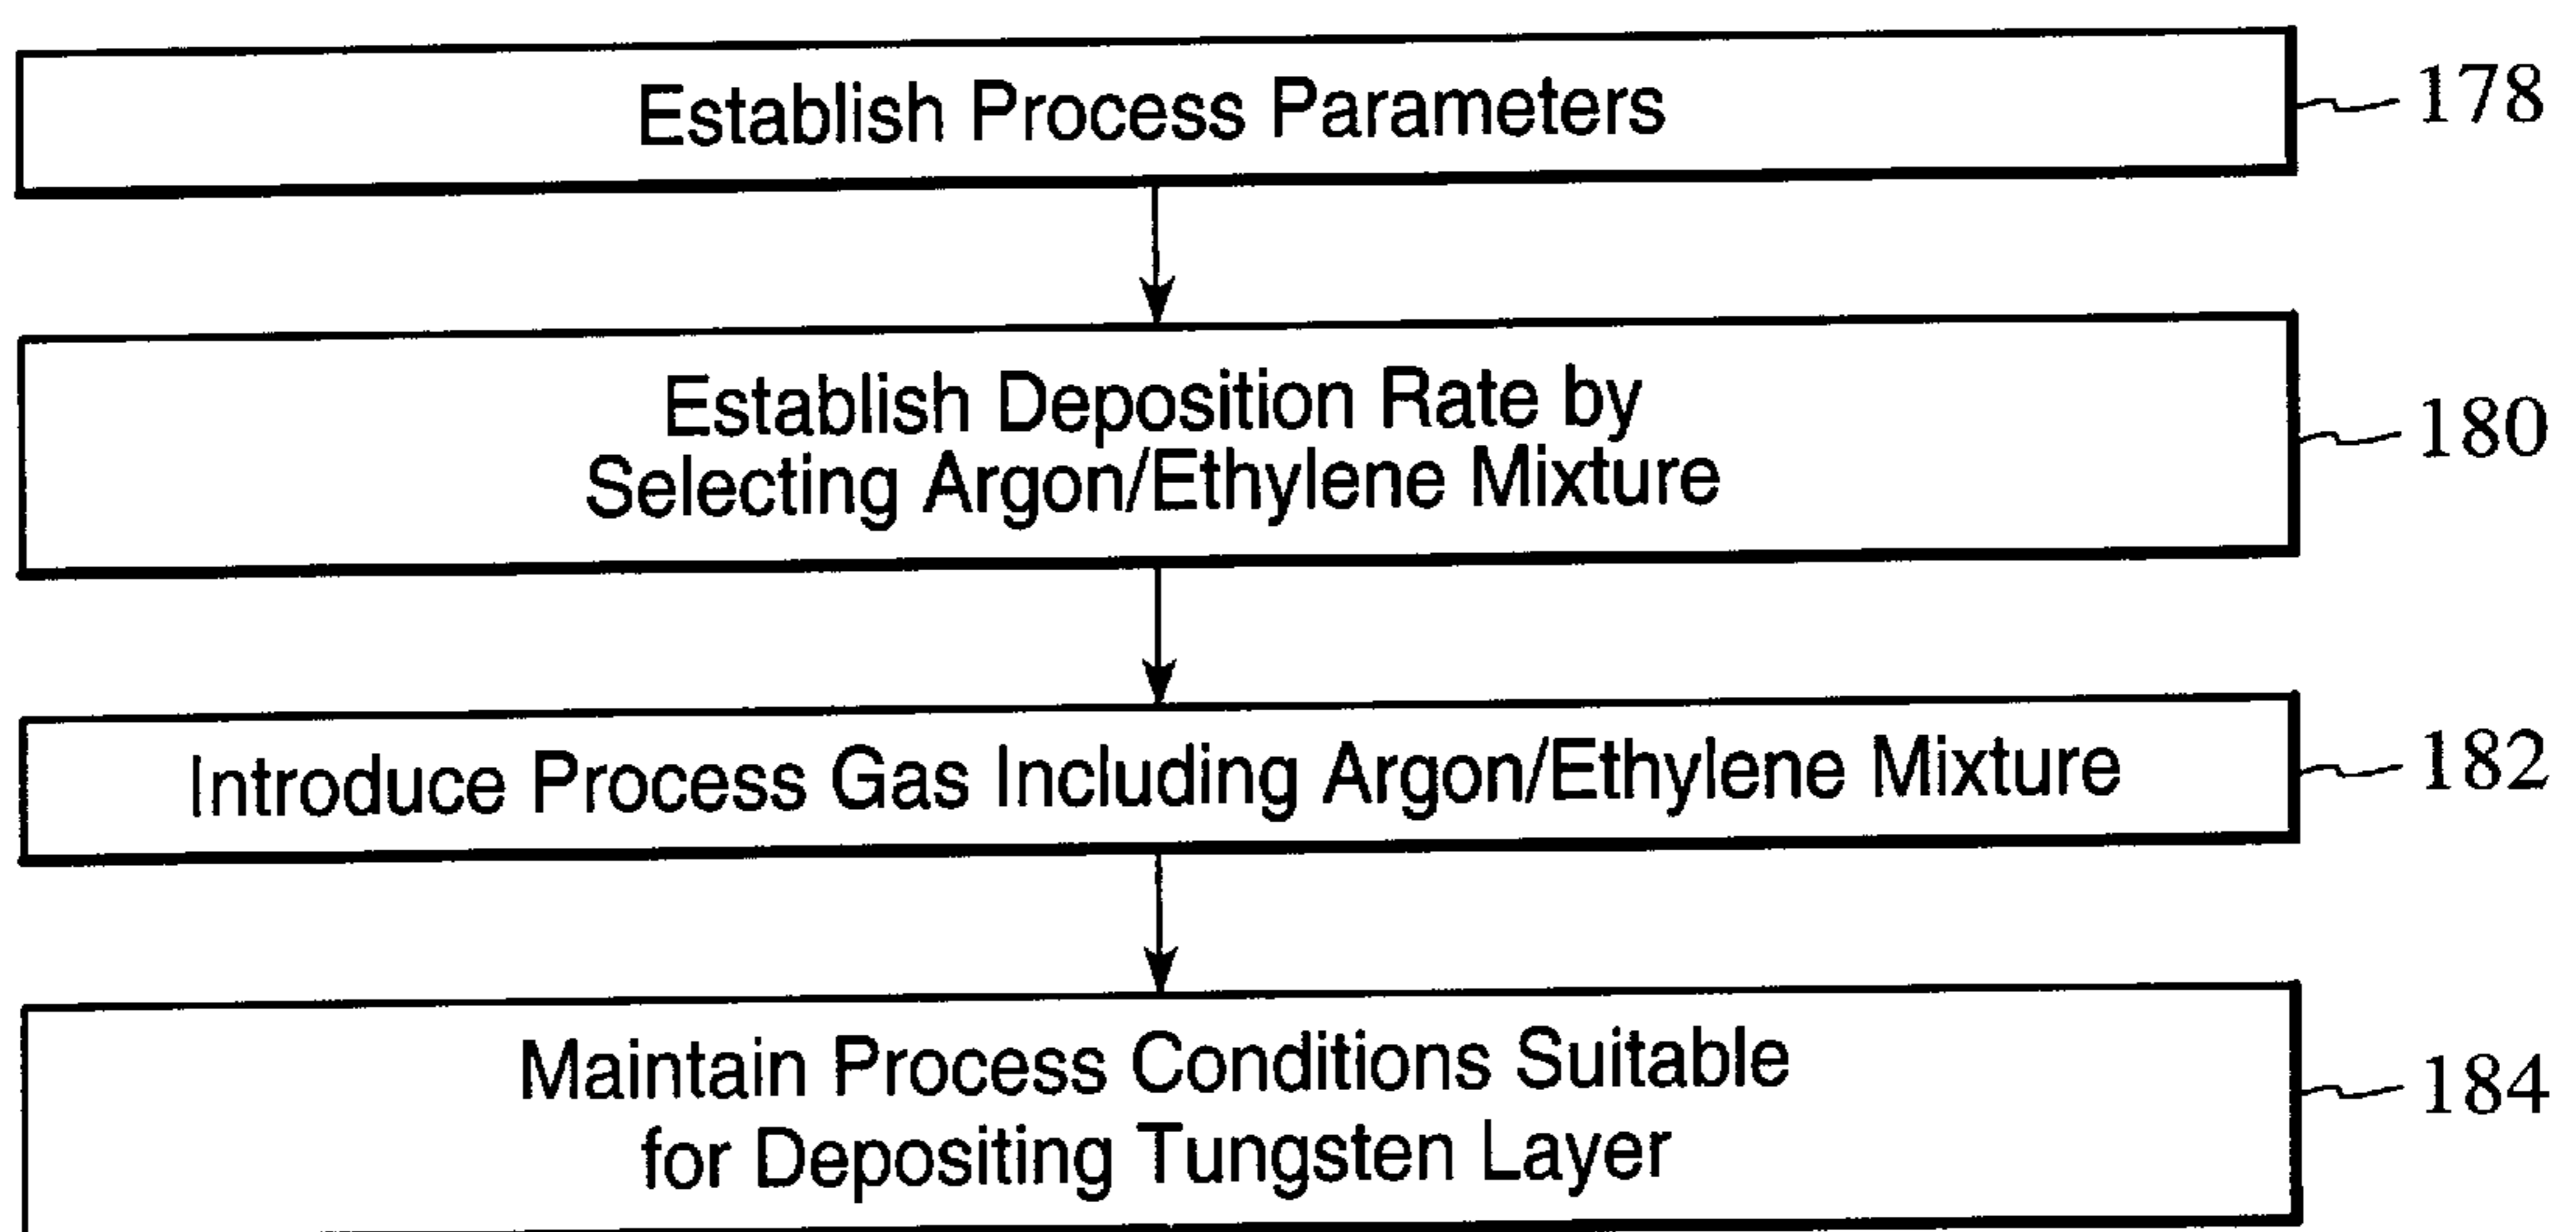 Establish Process Parameters
178
Establish Deposition Rate by
Selecting Argon/Ethylene Mixture
180
Introduce Process Gas Including Argon/Ethylene Mixture
182
Maintain Process Conditions Suitable
for Depositing Tungsten Layer
184